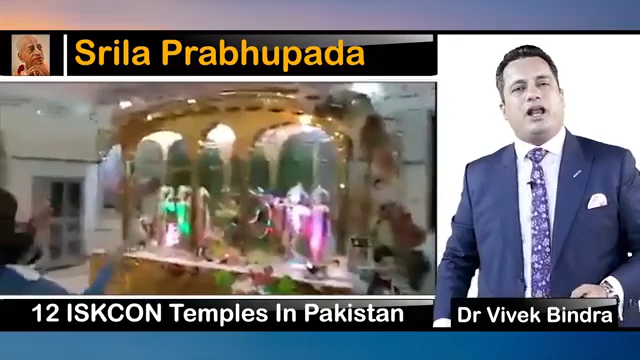 Srila Prabhupada
12 ISKCON Temples In Pakistan
Dr Vivek Bindra